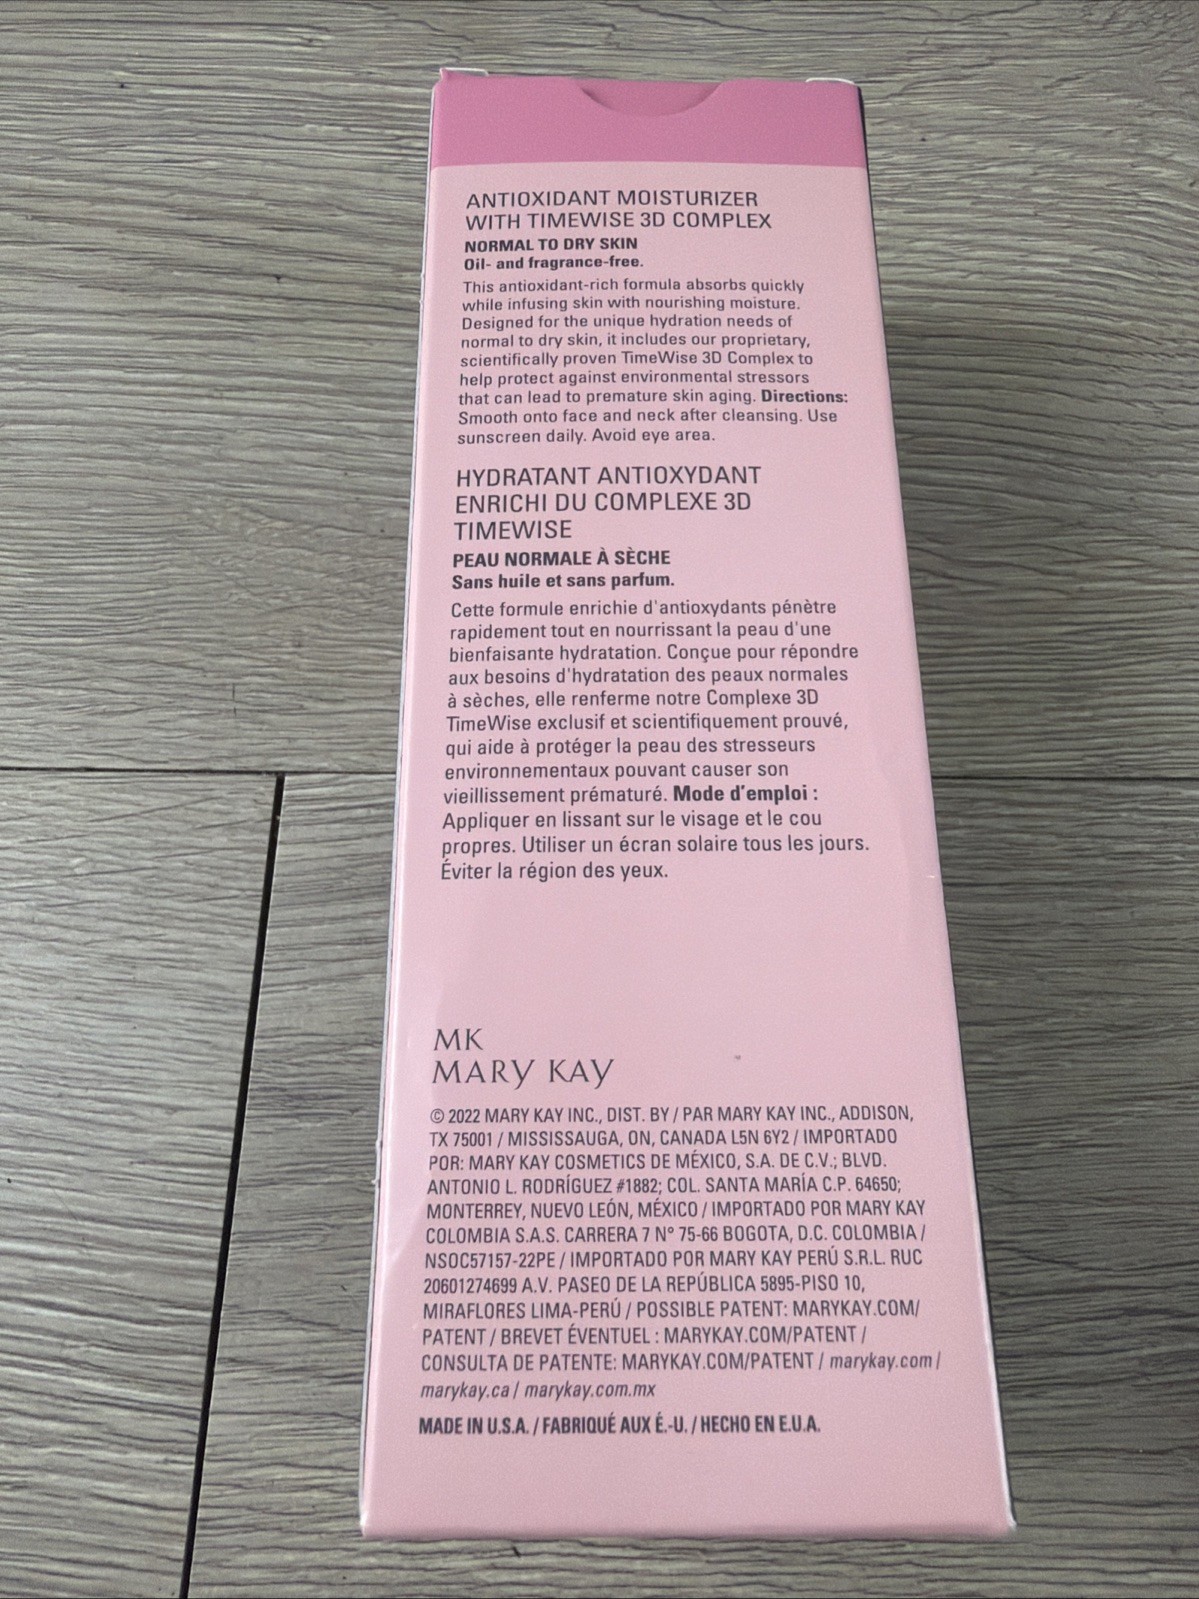 ANTIOXIDANT MOISTURIZER
WITH TIMEWISE 3D COMPLEX
NORMAL TO DRY SKIN
Oil- and fragrance-free.
This antioxidant-rich formula absorbs quickly
while infusing skin with nourishing moisture.
Designed for the unique hydration needs of
normal to dry skin, it includes our proprietary,
scientifically proven TimeWise 3D Complex to
help protect against environmental stressors
that can lead to premature skin aging. Directions:
Smooth onto face and neck after cleansing. Use
sunscreen daily. Avoid eye area.
HYDRATANT ANTIOXYDANT
ENRICHI DU COMPLEXE 3D
TIMEWISE
PEAU NORMALE À SÈCHE
Sans huile et sans parfum.
Cette formule enrichie d'antioxydants pénètre
rapidement tout en nourrissant la peau d'une
bienfaisante hydratation. Conçue pour répondre
aux besoins d'hydratation des peaux normales
à sèches, elle renferme notre Complexe 3D
TimeWise exclusif et scientifiquement prouvé,
qui aide à protéger la peau des stresseurs
environnementaux pouvant causer son
vieillissement prématuré. Mode d'emploi :
Appliquer en lissant sur le visage et le cou
propres. Utiliser un écran solaire tous les jours.
Éviter la région des yeux.
MK
MARY KAY
© 2022 MARY KAY INC., DIST. BY / PAR MARY KAY INC., ADDISON,
TX 75001 / MISSISSAUGA, ON, CANADA L5N 6Y2 / IMPORTADO
POR: MARY KAY COSMETICS DE MÉXICO, S.A. DE C.V.; BLVD.
ANTONIO L. RODRÍGUEZ #1882; COL. SANTA MARÍA C.P. 64650;
MONTERREY, NUEVO LEÓN, MÉXICO / IMPORTADO POR MARY KAY
COLOMBIA S.A.S. CARRERA 7 N° 75-66 BOGOTA, D.C. COLOMBIA /
NSOC57157-22PE / IMPORTADO POR MARY KAY PERÚ S.R.L. RUC
20601274699 A.V. PASEO DE LA REPÚBLICA 5895-PISO 10,
MIRAFLORES LIMA-PERÚ / POSSIBLE PATENT: MARYKAY.COM/
PATENT / BREVET ÉVENTUEL : MARYKAY.COM/PATENT /
CONSULTA DE PATENTE: MARYKAY.COM/PATENT / marykay.com /
marykay.ca / marykay.com.mx
MADE IN U.S.A. / FABRIQUÉ AUX É.-U. / HECHO EN E.U.A.